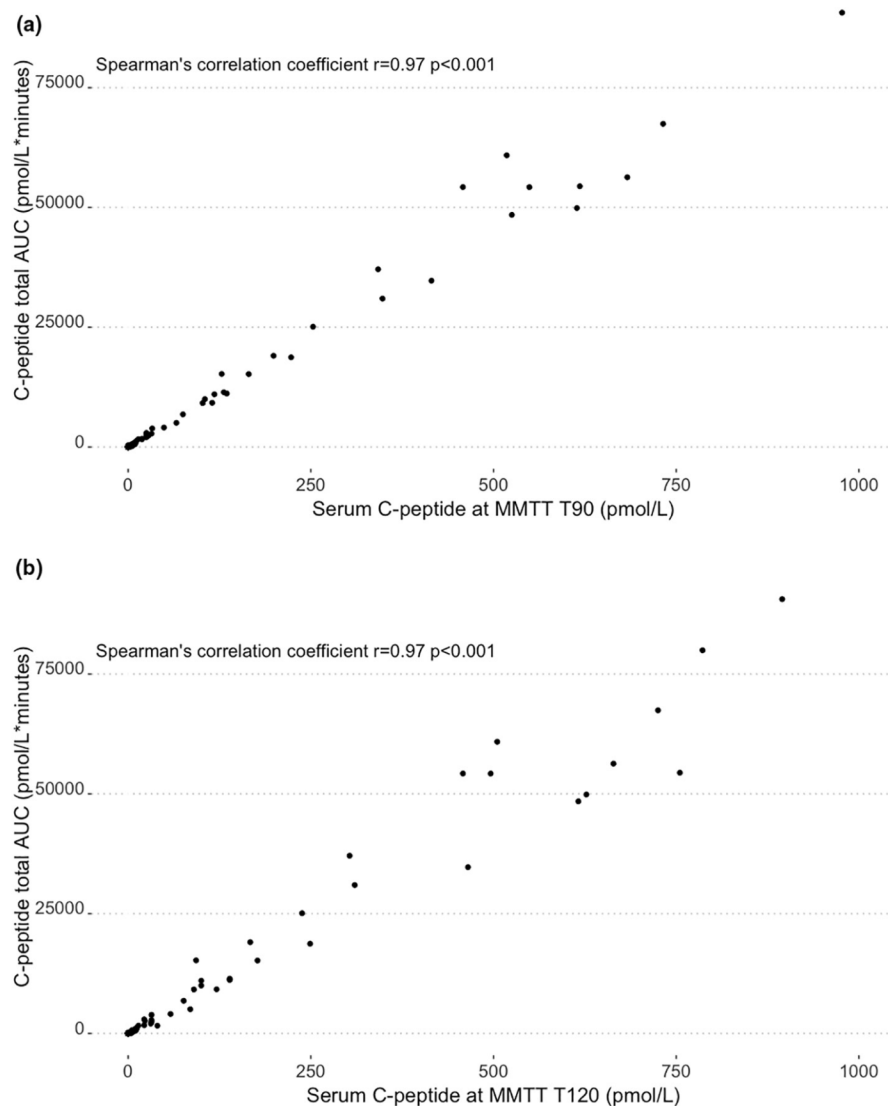 (a)
Spearman's correlation coefficient r=0.97 p<0.001
C-peptide total AUC (pmol/L*minutes)
75000
50000
25000
0
0 250 500 750 1000
Serum C-peptide at MMTT T90 (pmol/L)
(b)
Spearman's correlation coefficient r=0.97 p<0.001
C-peptide total AUC (pmol/L*minutes)
75000
50000
25000
0
0 250 500 750 1000
Serum C-peptide at MMTT T120 (pmol/L)